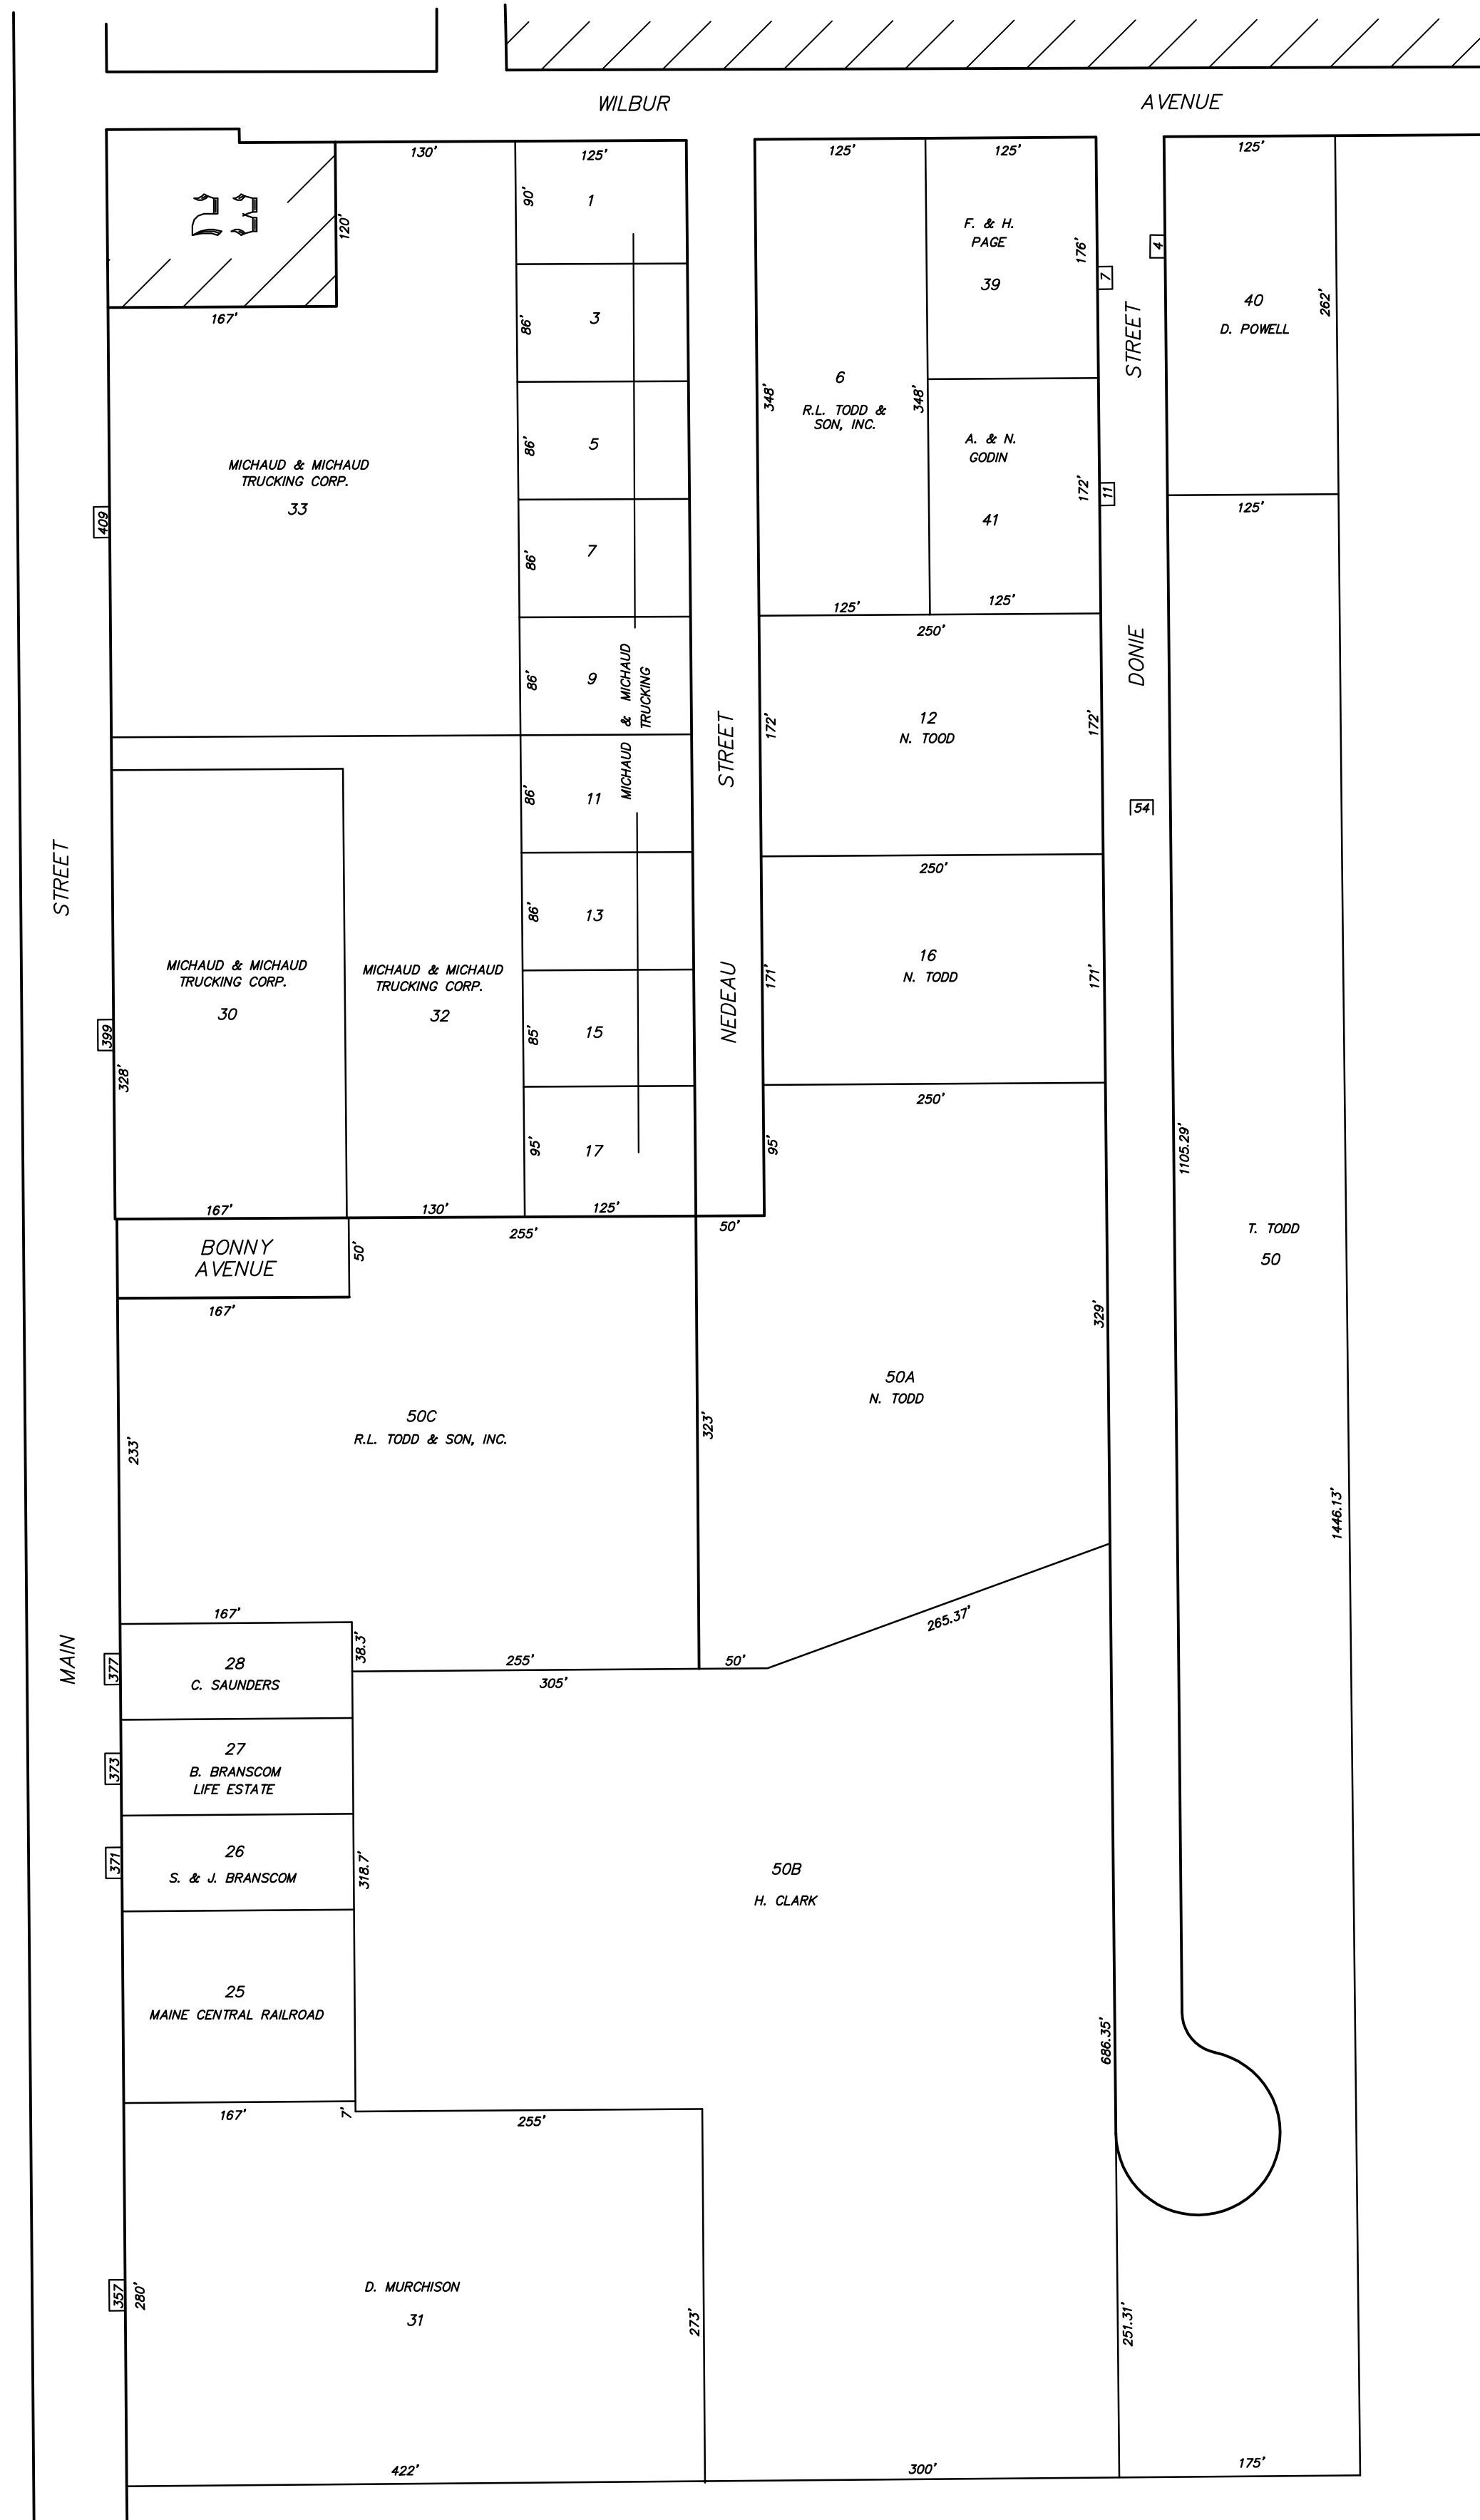 WILBUR AVENUE
23
130'
125'
120'
167'
90'
1
86'
3
86'
5
86'
7
86'
9
86'
11
86'
13
85'
15
95'
17
MICHAUD & MICHAUD
TRUCKING
MICHAUD & MICHAUD
TRUCKING CORP.
33
409
MICHAUD & MICHAUD
TRUCKING CORP.
30
399
328'
MICHAUD & MICHAUD
TRUCKING CORP.
32
167'
130'
125'
NEDEAU STREET
125'
125'
6
R.L. TODD &
SON, INC.
348'
348'
F. & H.
PAGE
39
176'
7
A. & N.
GODIN
41
172'
11
125'
125'
250'
12
N. TOOD
172'
172'
250'
16
N. TODD
171'
171'
250'
95'
DONIE STREET
54
4
125'
40
D. POWELL
262'
125'
1105.29'
T. TODD
50
1446.13'
MAIN STREET
BONNY
AVENUE
50'
167'
255'
50'
50C
R.L. TODD & SON, INC.
233'
323'
50A
N. TODD
329'
265.37'
167'
38.3'
255'
50'
305'
28
C. SAUNDERS
377
27
B. BRANSCOM
LIFE ESTATE
373
26
S. & J. BRANSCOM
371
318.7'
25
MAINE CENTRAL RAILROAD
50B
H. CLARK
686.35'
167'
7'
255'
D. MURCHISON
31
357
280'
273'
251.31'
422'
300'
175'